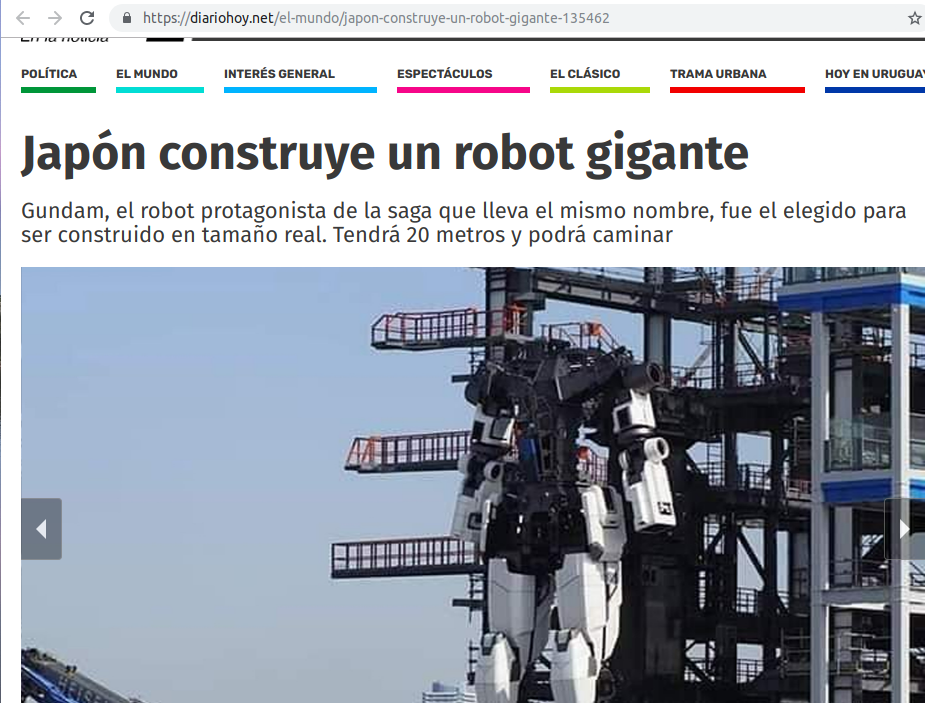 https://diariohoy.net/el-mundo/japon-construye-un-robot-gigante-135462
En la noticia
POLÍTICA EL MUNDO INTERÉS GENERAL ESPECTÁCULOS EL CLÁSICO TRAMA URBANA HOY EN URUGUAY
Japón construye un robot gigante
Gundam, el robot protagonista de la saga que lleva el mismo nombre, fue el elegido para
ser construido en tamaño real. Tendrá 20 metros y podrá caminar